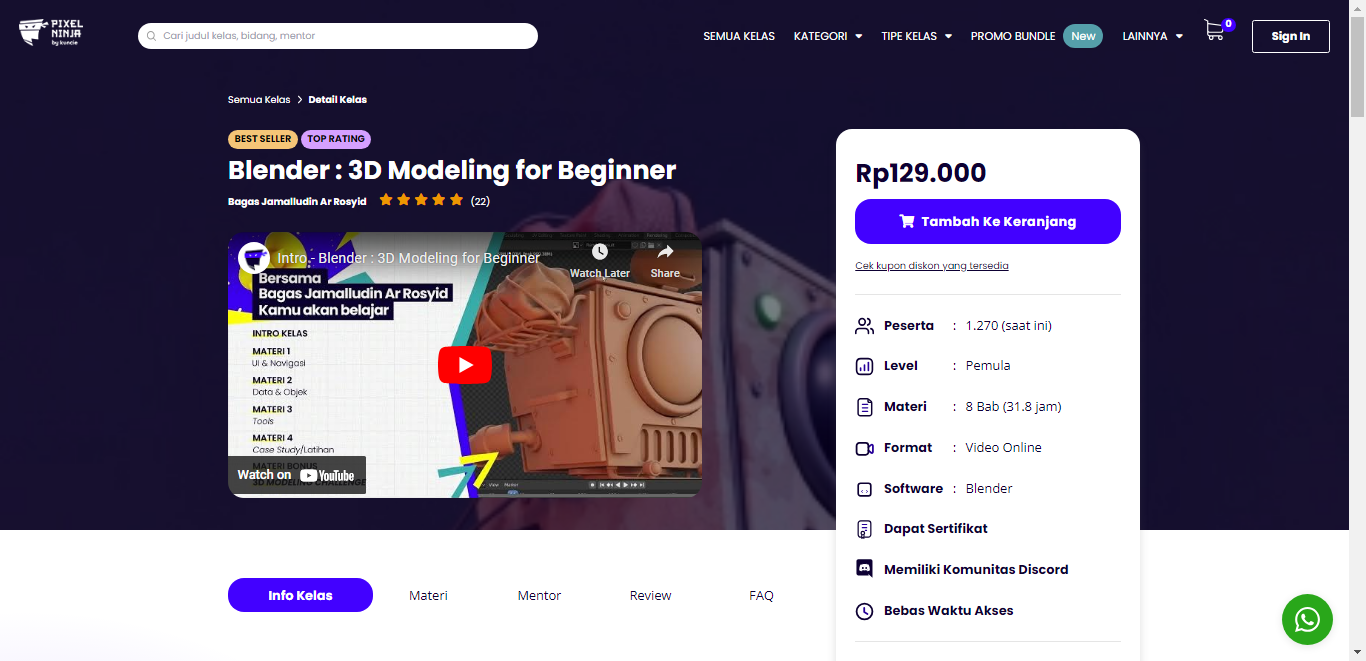 PIXEL
NINJA
by kuncie
Cari judul kelas, bidang, mentor
SEMUA KELAS
KATEGORI
TIPE KELAS
PROMO BUNDLE
New
LAINNYA
0
Sign In
Semua Kelas > Detail Kelas
BEST SELLER
TOP RATING
Blender : 3D Modeling for Beginner
Bagas Jamalludin Ar Rosyid (22)
Intro - Blender : 3D Modeling for Beginner
Watch Later
Share
Bersama
Bagas Jamalludin Ar Rosyid
Kamu akan belajar
INTRO KELAS
MATERI 1
UI & Navigasi
MATERI 2
Data & Objek
MATERI 3
Tools
MATERI 4
Case Study/Latihan
MATERI BONUS
3D MODELING CHALLENGE
Watch on YouTube
Rp129.000
Tambah Ke Keranjang
Cek kupon diskon yang tersedia
Peserta : 1.270 (saat ini)
Level : Pemula
Materi : 8 Bab (31.8 jam)
Format : Video Online
Software : Blender
Dapat Sertifikat
Memiliki Komunitas Discord
Bebas Waktu Akses
Info Kelas
Materi
Mentor
Review
FAQ